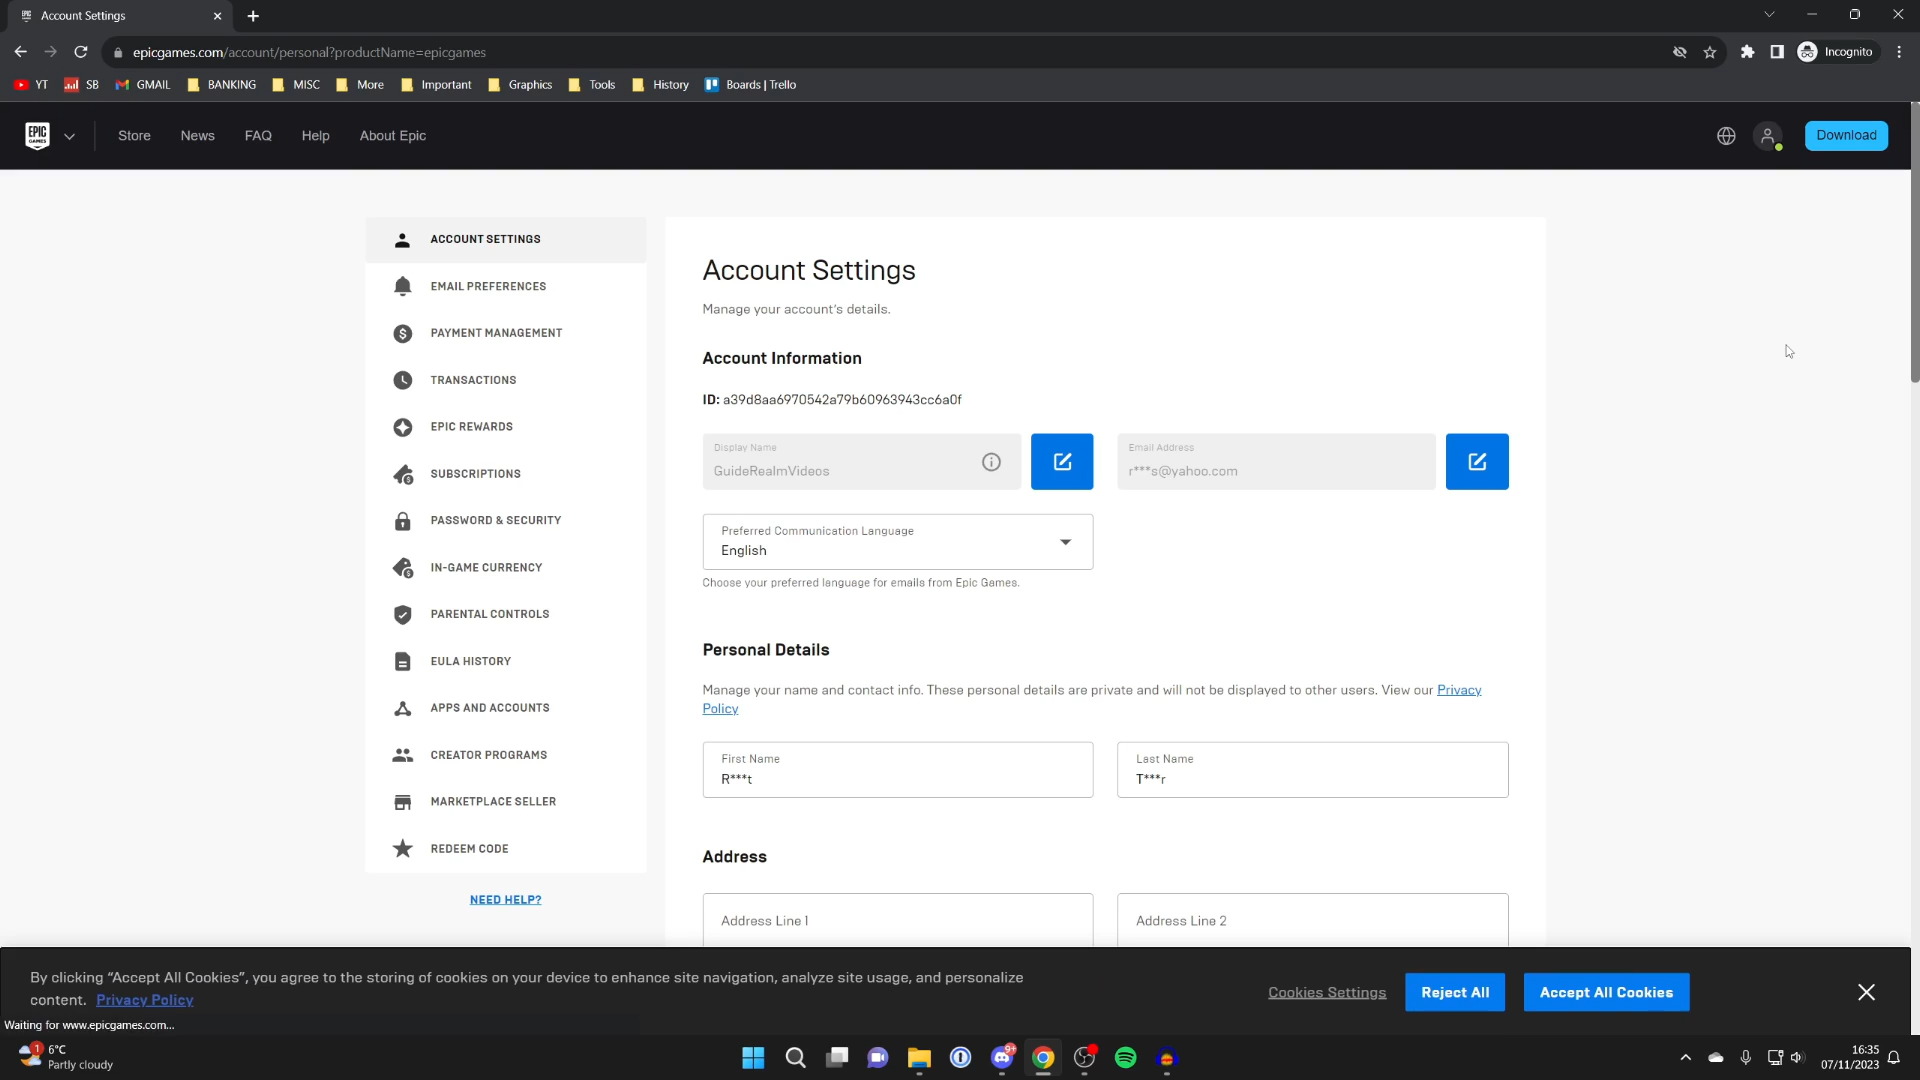 Account Settings
epicgames.com/account/personal?productName=epicgames
Incognito
YT
SB
GMAIL
BANKING
MISC
More
Important
Graphics
Tools
History
Boards | Trello
EPIC
GAMES
Store
News
FAQ
Help
About Epic
Download
ACCOUNT SETTINGS
EMAIL PREFERENCES
PAYMENT MANAGEMENT
TRANSACTIONS
EPIC REWARDS
SUBSCRIPTIONS
PASSWORD & SECURITY
IN-GAME CURRENCY
PARENTAL CONTROLS
EULA HISTORY
APPS AND ACCOUNTS
CREATOR PROGRAMS
MARKETPLACE SELLER
REDEEM CODE
NEED HELP?
Account Settings
Manage your account's details.
Account Information
ID: a39d8aa6970542a79b60963943cc6a0f
Display Name
GuideRealmVideos
Email Address
r***s@yahoo.com
Preferred Communication Language
English
Choose your preferred language for emails from Epic Games.
Personal Details
Manage your name and contact info. These personal details are private and will not be displayed to other users. View our Privacy
Policy
First Name
R***t
Last Name
T***r
Address
Address Line 1
Address Line 2
By clicking "Accept All Cookies", you agree to the storing of cookies on your device to enhance site navigation, analyze site usage, and personalize
content. Privacy Policy
Cookies Settings
Reject All
Accept All Cookies
Waiting for www.epicgames.com...
1
6°C
Partly cloudy
9+
16:35
07/11/2023